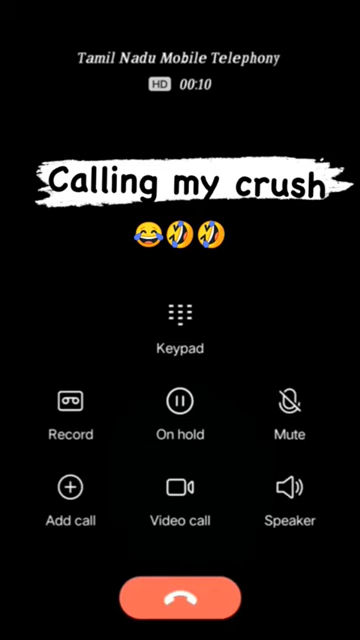 Tamil Nadu Mobile Telephony
HD 00:10
Calling my crush
😂🤣🤣
Keypad
Record On hold Mute
Add call Video call Speaker